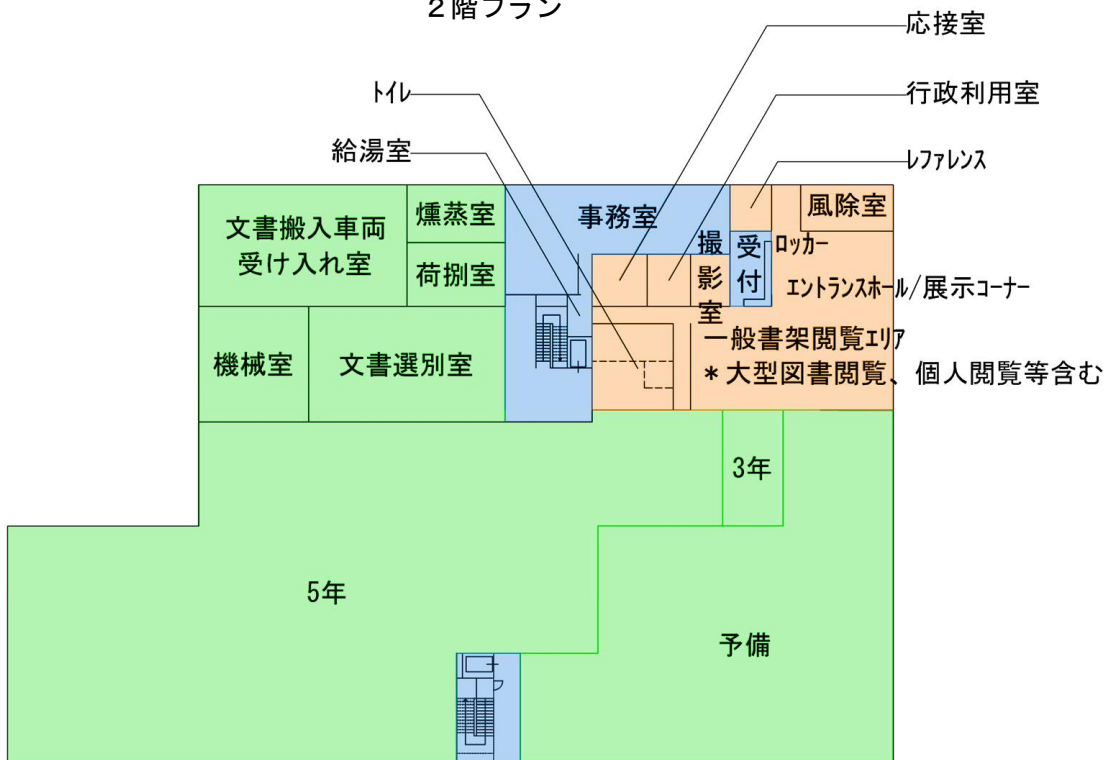 2階プラン
応接室
トイレ
行政利用室
給湯室
レファレンス
文書搬入車両
受け入れ室
燻蒸室
事務室
風除室
荷捌室
撮影室
受付
ロッカー
エントランスホール/展示コーナー
機械室
文書選別室
一般書架閲覧エリア
*大型図書閲覧、個人閲覧等含む
3年
5年
予備